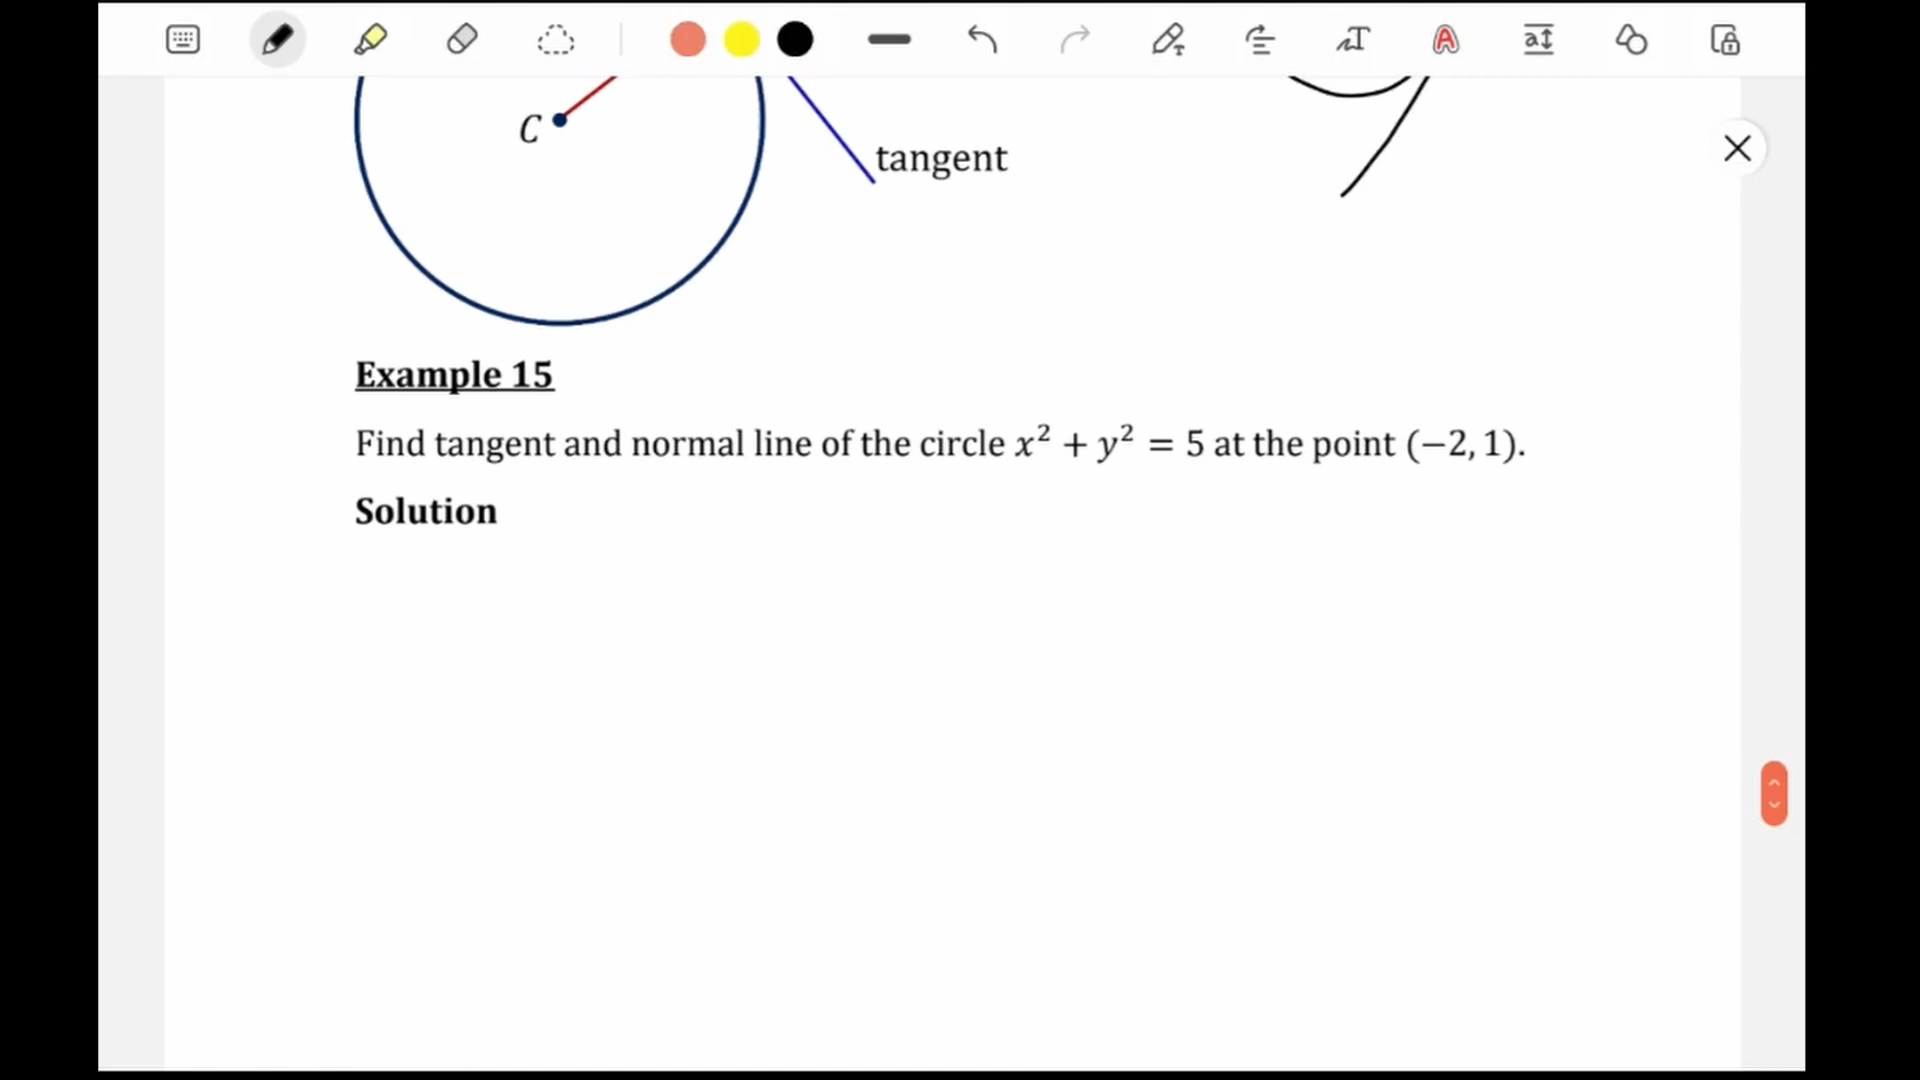 C
tangent
Example 15
Find tangent and normal line of the circle x² + y² = 5 at the point (−2, 1).
Solution